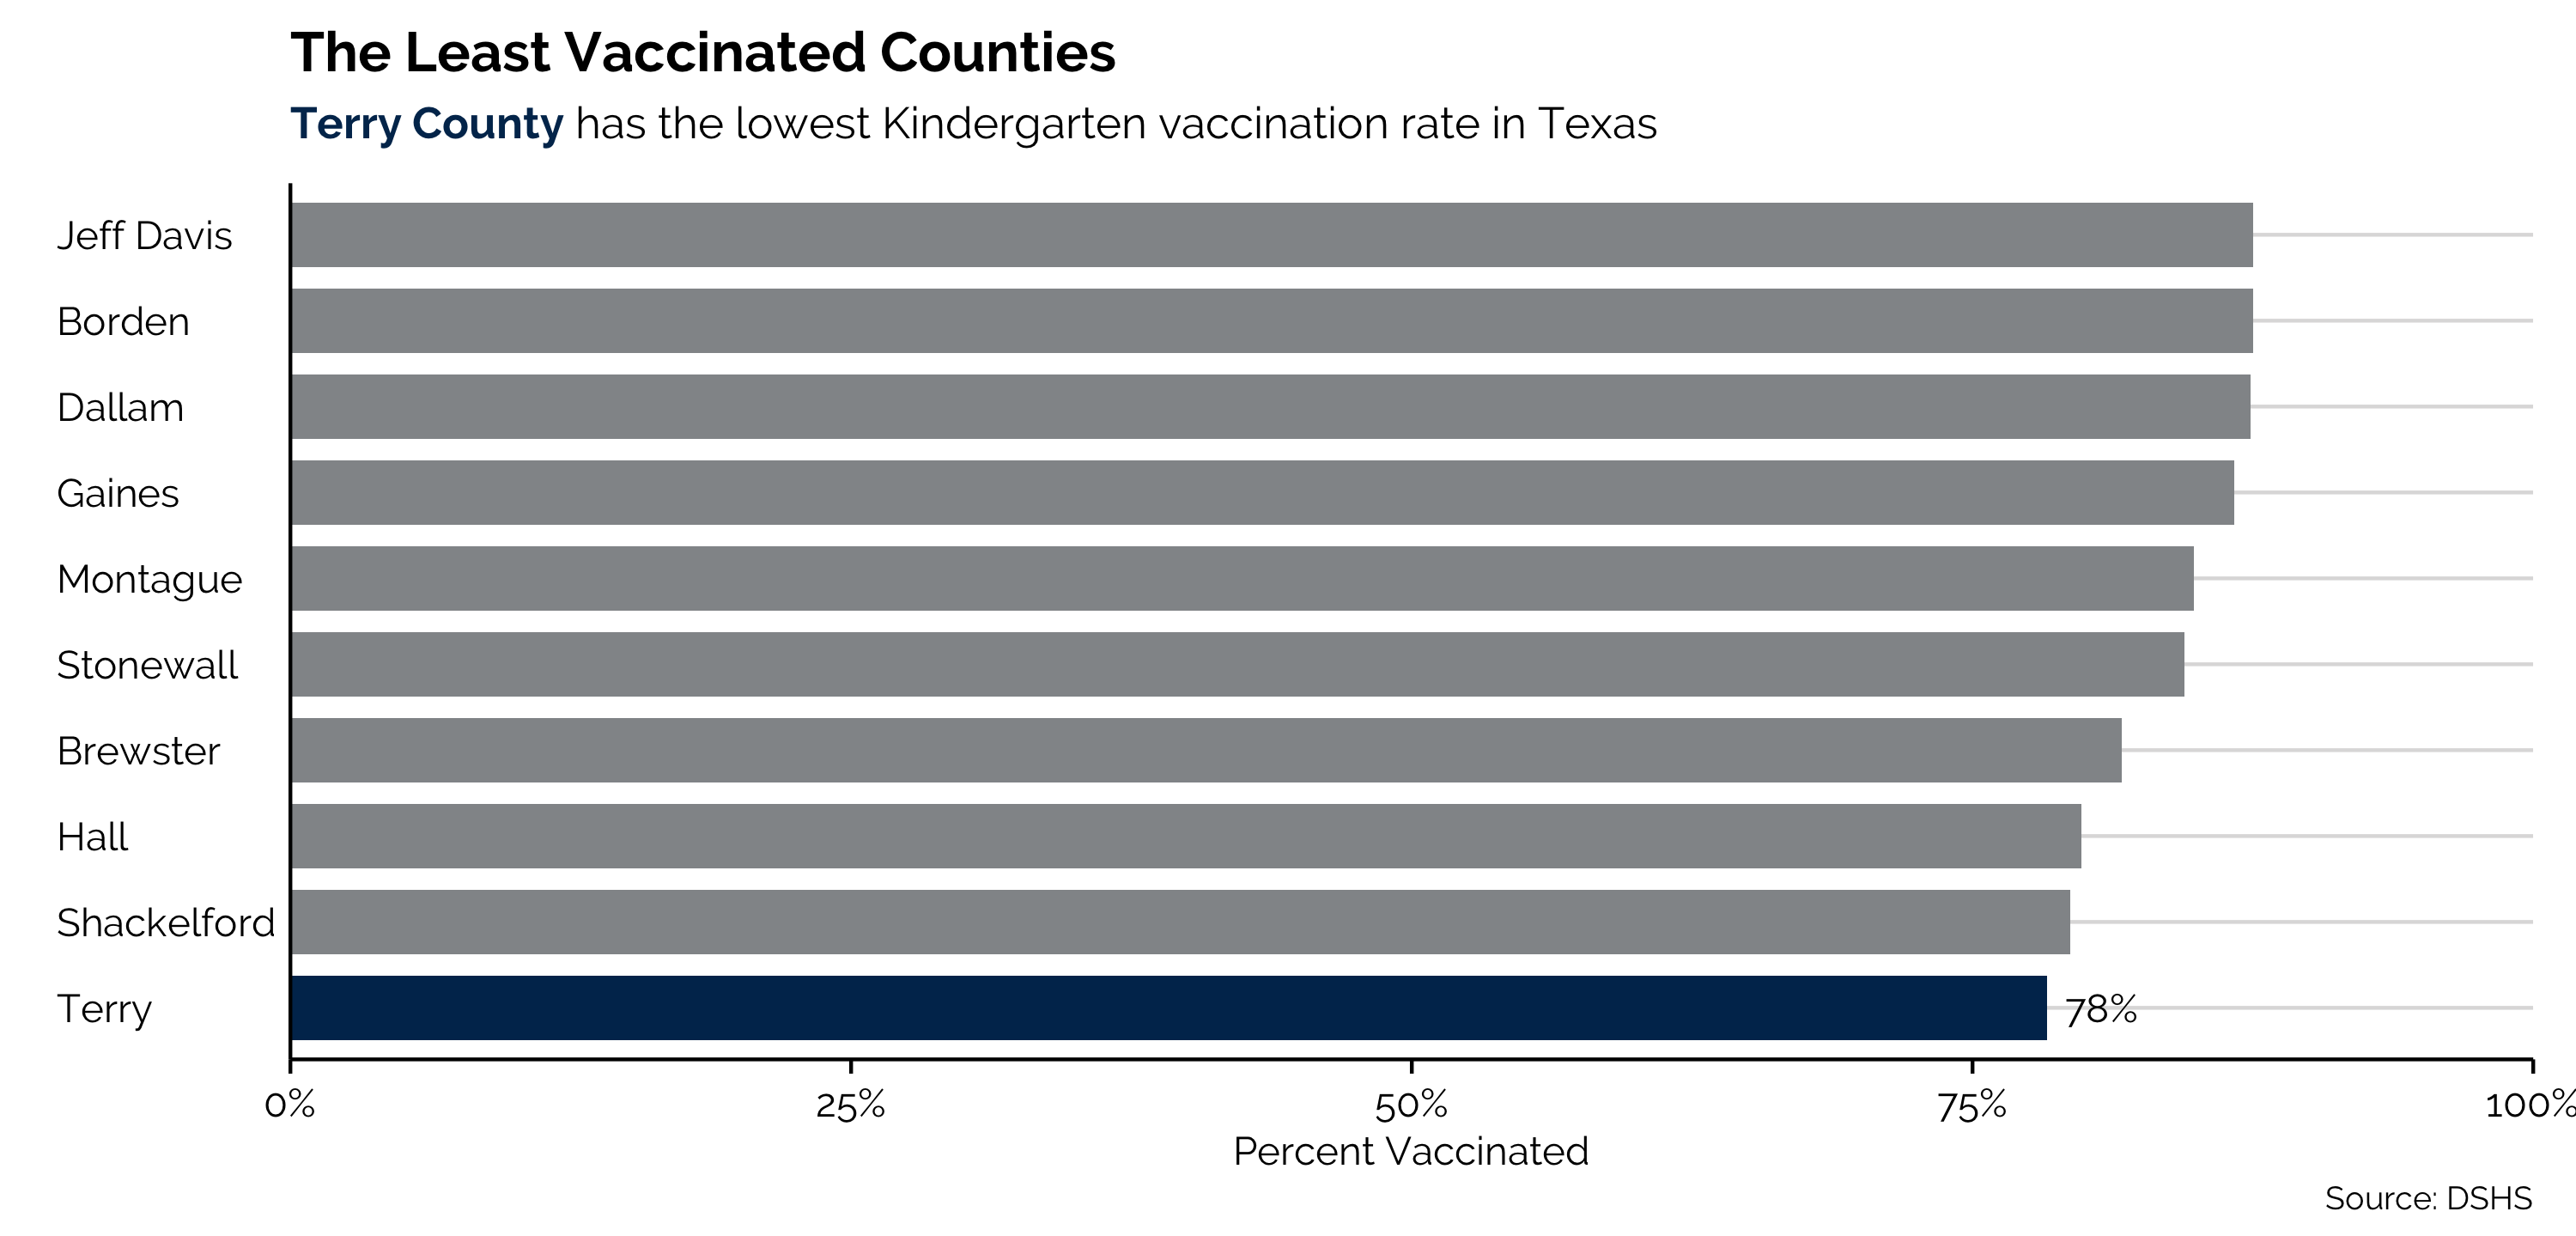 The Least Vaccinated Counties
Terry County has the lowest Kindergarten vaccination rate in Texas
Jeff Davis
Borden
Dallam
Gaines
Montague
Stonewall
Brewster
Hall
Shackelford
Terry
78%
0% 25% 50% 75% 100%
Percent Vaccinated
Source: DSHS